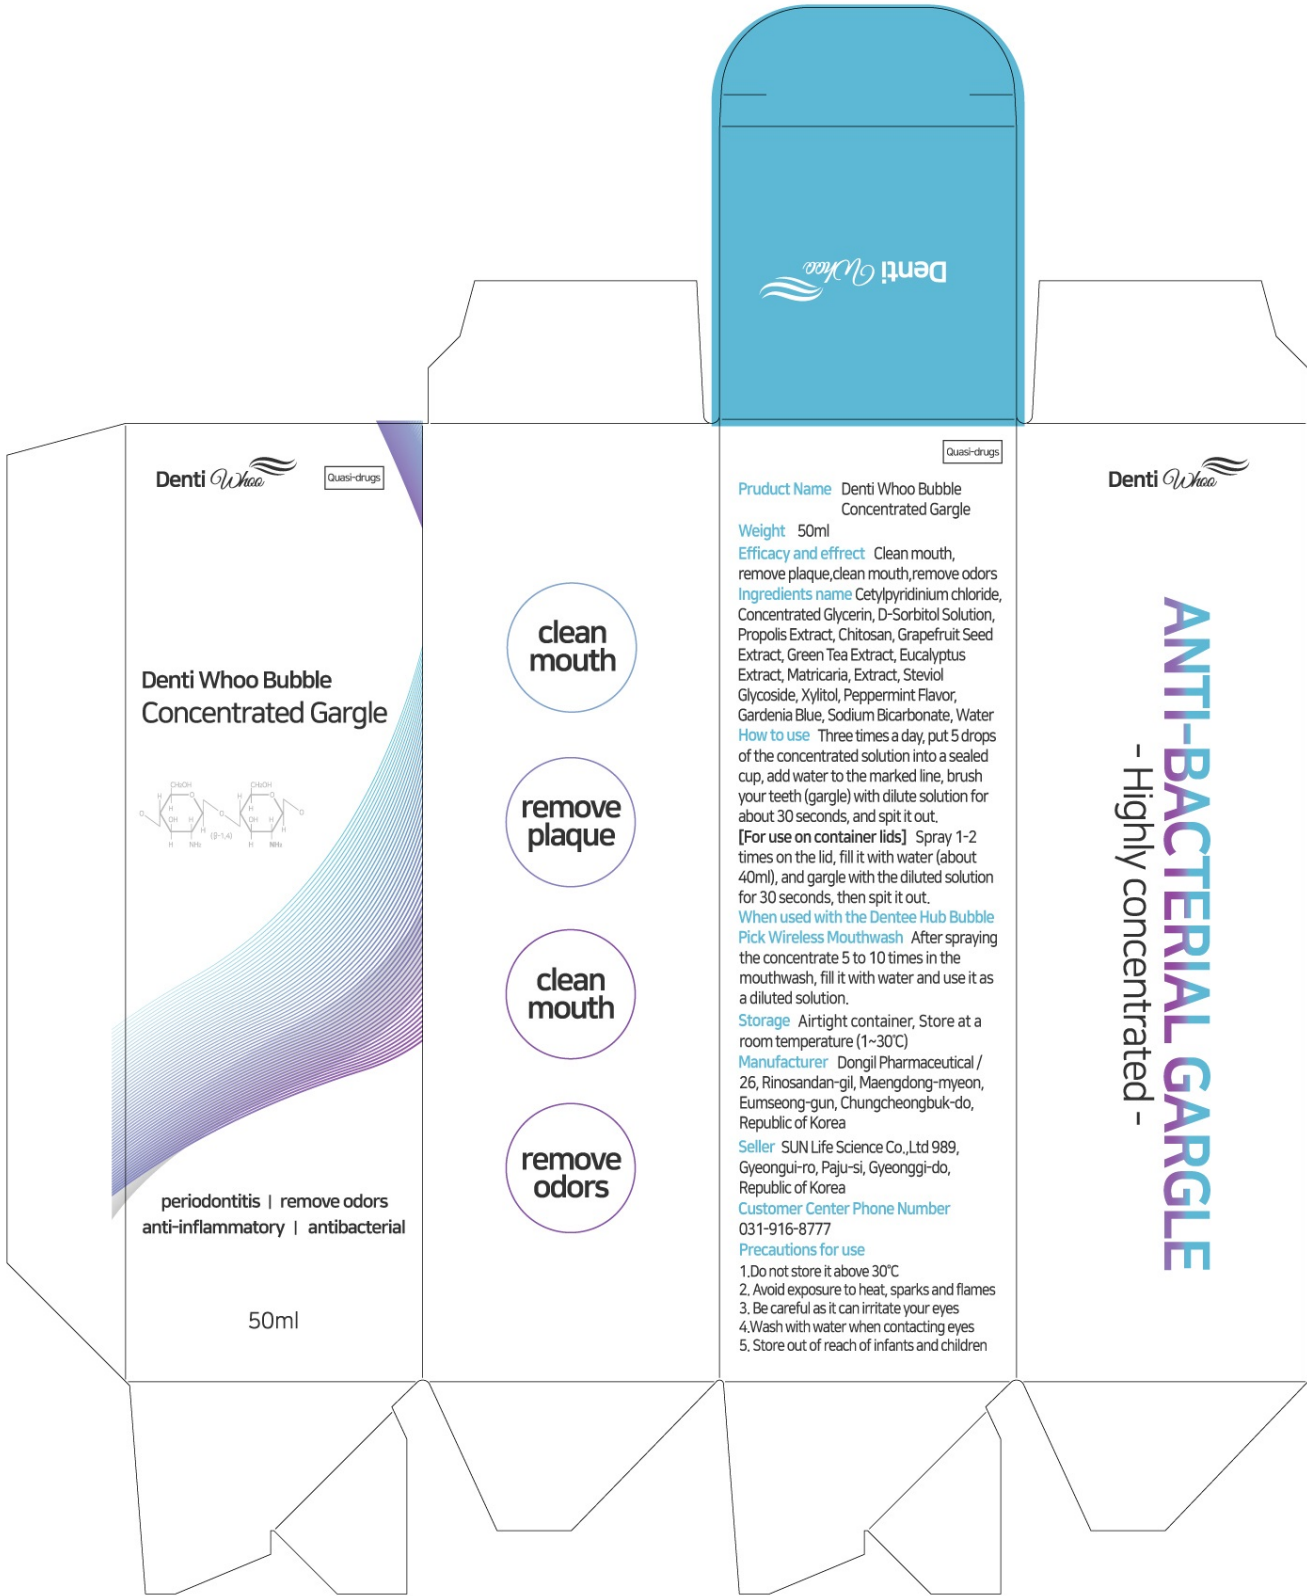 Denti Whoo
Denti Whoo
Quasi-drugs
Denti Whoo Bubble
Concentrated Gargle
CH₂OH
CH₂OH
H
O
H
O
O
H
O
H
O
H
H
OH
H
H
OH
H
H
(β-1,4)
H
NH₂
H
NH₂
periodontitis | remove odors
anti-inflammatory | antibacterial
50ml
clean
mouth
remove
plaque
clean
mouth
remove
odors
Quasi-drugs
Pruduct Name Denti Whoo Bubble
Concentrated Gargle
Weight 50ml
Efficacy and effrect Clean mouth,
remove plaque,clean mouth,remove odors
Ingredients name Cetylpyridinium chloride,
Concentrated Glycerin, D-Sorbitol Solution,
Propolis Extract, Chitosan, Grapefruit Seed
Extract, Green Tea Extract, Eucalyptus
Extract, Matricaria, Extract, Steviol
Glycoside, Xylitol, Peppermint Flavor,
Gardenia Blue, Sodium Bicarbonate, Water
How to use Three times a day, put 5 drops
of the concentrated solution into a sealed
cup, add water to the marked line, brush
your teeth (gargle) with dilute solution for
about 30 seconds, and spit it out.
[For use on container lids] Spray 1-2
times on the lid, fill it with water (about
40ml), and gargle with the diluted solution
for 30 seconds, then spit it out.
When used with the Dentee Hub Bubble
Pick Wireless Mouthwash After spraying
the concentrate 5 to 10 times in the
mouthwash, fill it with water and use it as
a diluted solution.
Storage Airtight container, Store at a
room temperature (1~30℃)
Manufacturer Dongil Pharmaceutical /
26, Rinosandan-gil, Maengdong-myeon,
Eumseong-gun, Chungcheongbuk-do,
Republic of Korea
Seller SUN Life Science Co.,Ltd 989,
Gyeongui-ro, Paju-si, Gyeonggi-do,
Republic of Korea
Customer Center Phone Number
031-916-8777
Precautions for use
1.Do not store it above 30℃
2. Avoid exposure to heat, sparks and flames
3. Be careful as it can irritate your eyes
4.Wash with water when contacting eyes
5. Store out of reach of infants and children
Denti Whoo
ANTI-BACTERIAL GARGLE
- Highly concentrated -